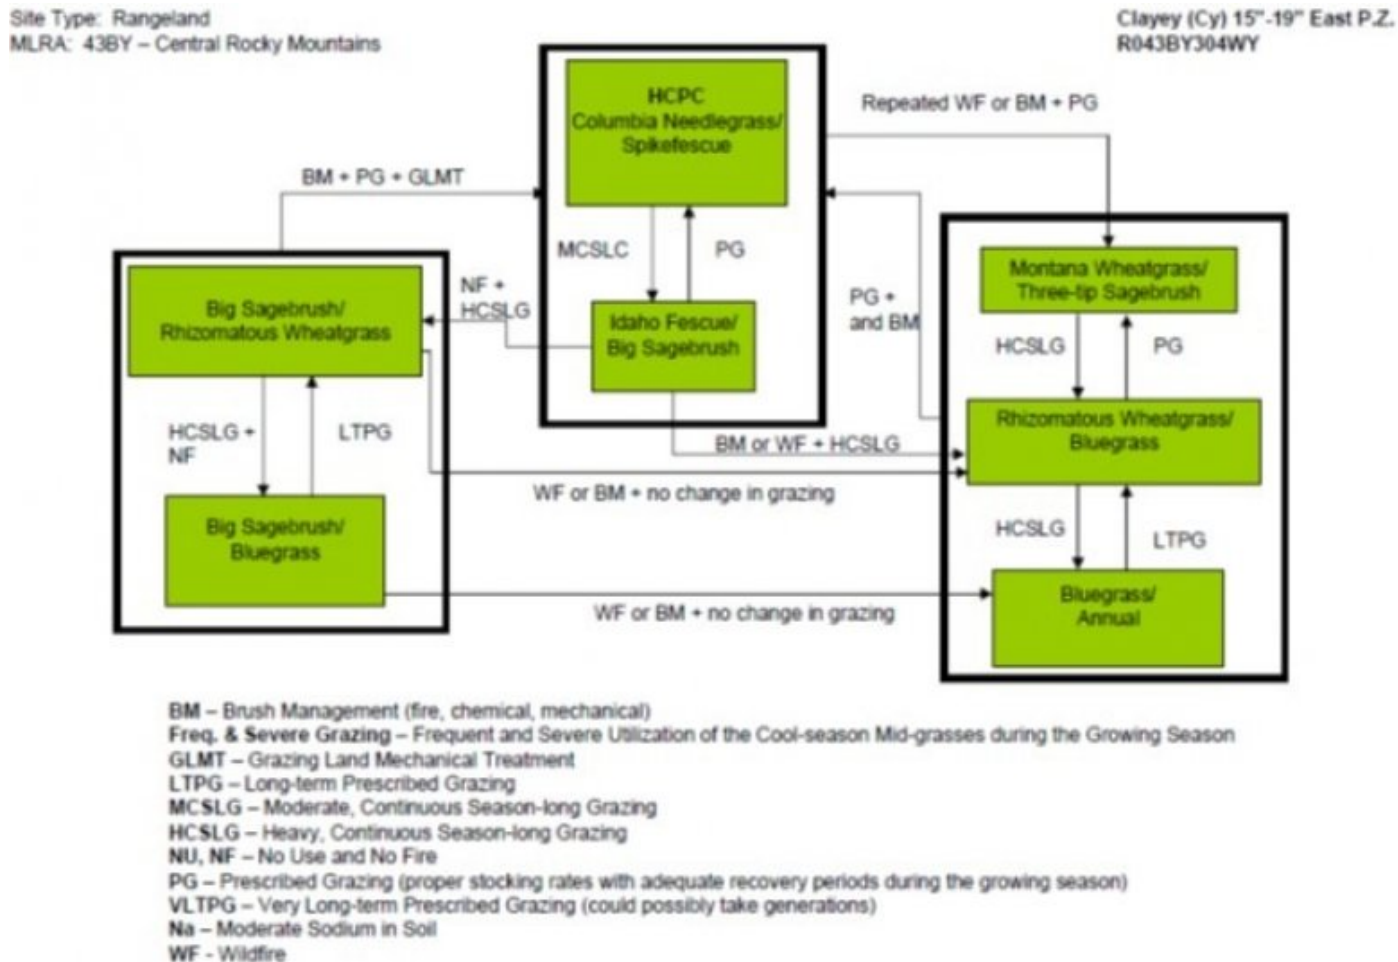 Site Type: Rangeland
MLRA: 43BY – Central Rocky Mountains
Clayey (Cy) 15"-19" East P.Z.
R043BY304WY
HCPC
Columbia Needlegrass/
Spikefescue
Repeated WF or BM + PG
BM + PG + GLMT
MCSLC
PG
NF +
HCSLG
Idaho Fescue/
Big Sagebrush
PG +
and BM
Big Sagebrush/
Rhizomatous Wheatgrass
HCSLG +
NF
LTPG
Big Sagebrush/
Bluegrass
Montana Wheatgrass/
Three-tip Sagebrush
HCSLG
PG
Rhizomatous Wheatgrass/
Bluegrass
BM or WF + HCSLG
WF or BM + no change in grazing
HCSLG
LTPG
Bluegrass/
Annual
WF or BM + no change in grazing
BM – Brush Management (fire, chemical, mechanical)
Freq. & Severe Grazing – Frequent and Severe Utilization of the Cool-season Mid-grasses during the Growing Season
GLMT – Grazing Land Mechanical Treatment
LTPG – Long-term Prescribed Grazing
MCSLG – Moderate, Continuous Season-long Grazing
HCSLG – Heavy, Continuous Season-long Grazing
NU, NF – No Use and No Fire
PG – Prescribed Grazing (proper stocking rates with adequate recovery periods during the growing season)
VLTPG – Very Long-term Prescribed Grazing (could possibly take generations)
Na – Moderate Sodium in Soil
WF - Wildfire